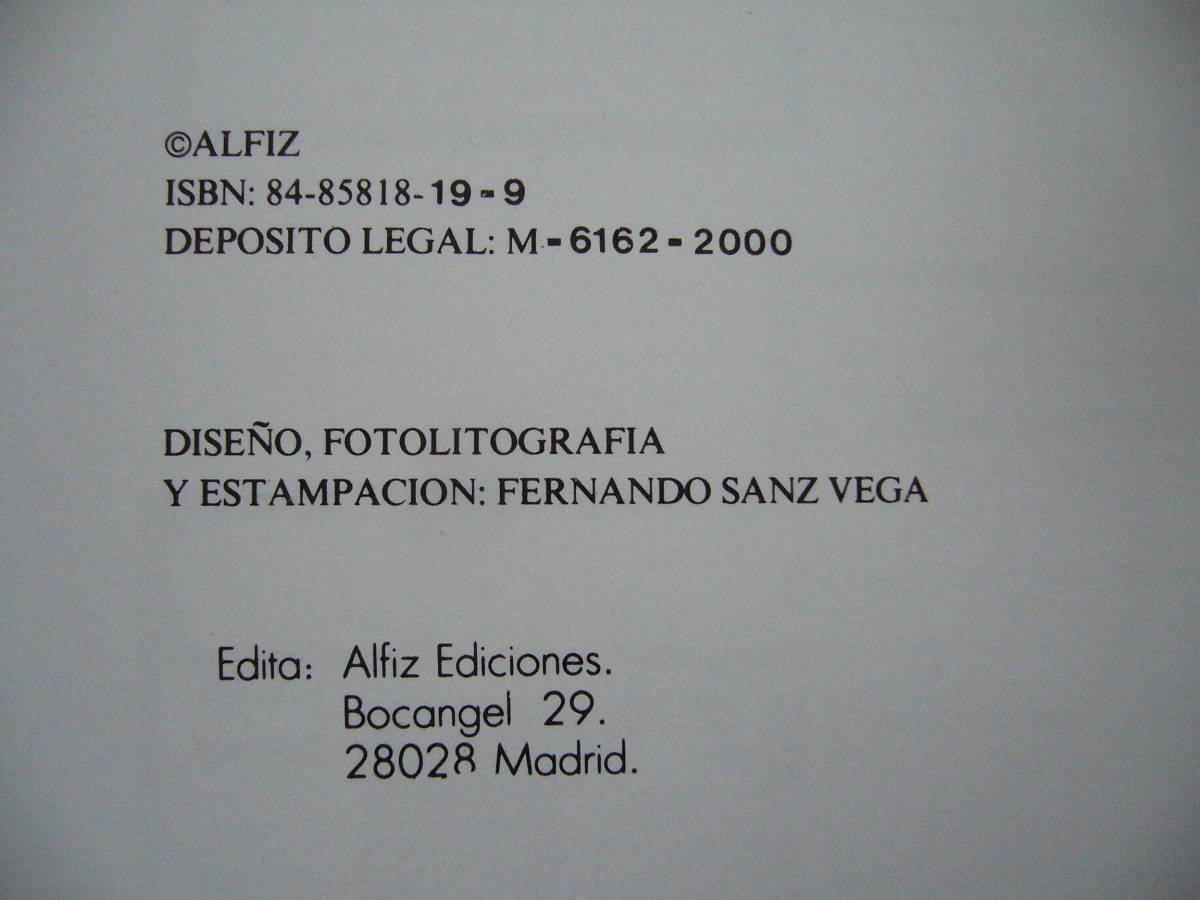 ©ALFIZ
ISBN: 84-85818-19-9
DEPOSITO LEGAL: M-6162-2000
DISEÑO, FOTOLITOGRAFIA
Y ESTAMPACION: FERNANDO SANZ VEGA
Edita: Alfiz Ediciones.
Bocangel 29.
28028 Madrid.